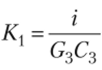 K₁ = i / G₃C₃